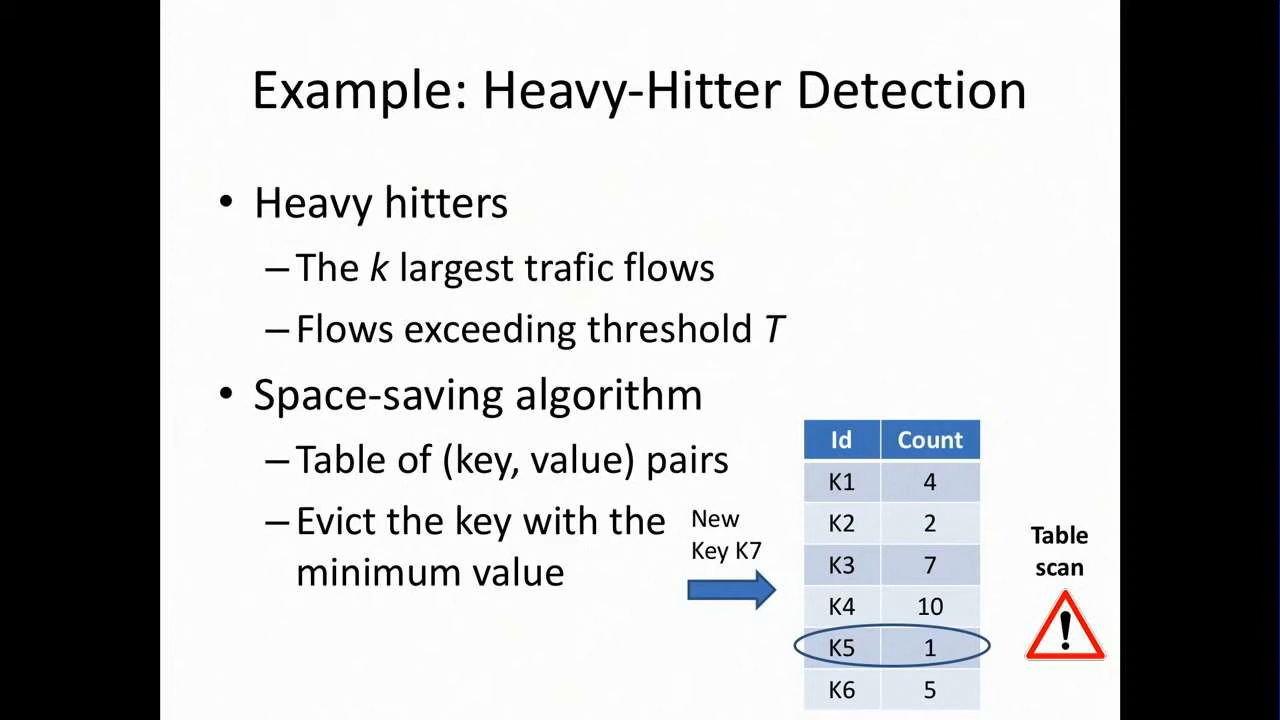 Example: Heavy-Hitter Detection
• Heavy hitters
–The k largest trafic flows
–Flows exceeding threshold T
• Space-saving algorithm
–Table of (key, value) pairs
–Evict the key with the
minimum value
New
Key K7
Id Count
K1 4
K2 2
K3 7
K4 10
K5 1
K6 5
Table
scan
!